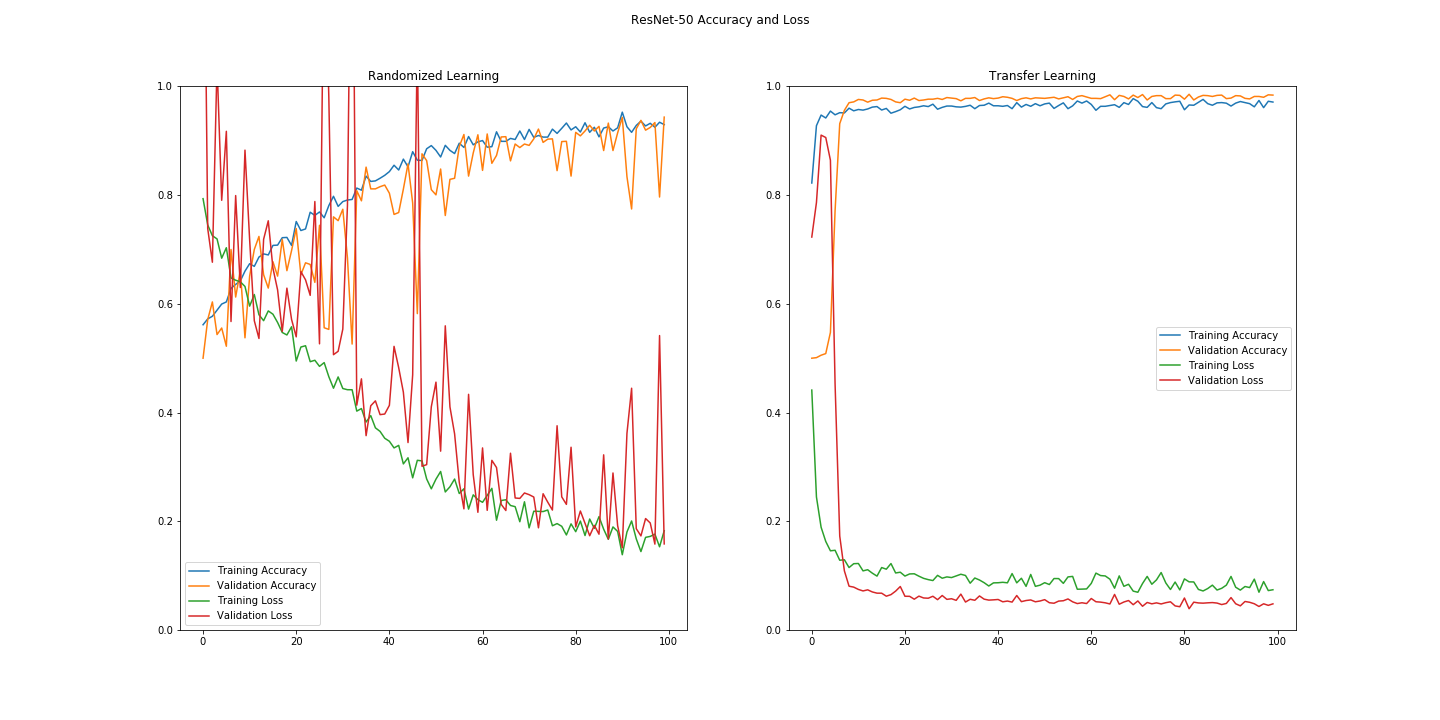 ResNet-50 Accuracy and Loss
Randomized Learning
1.0
0.8
0.6
0.4
0.2
0.0
0 20 40 60 80 100
Training Accuracy
Validation Accuracy
Training Loss
Validation Loss
Transfer Learning
1.0
0.8
0.6
0.4
0.2
0.0
0 20 40 60 80 100
Training Accuracy
Validation Accuracy
Training Loss
Validation Loss